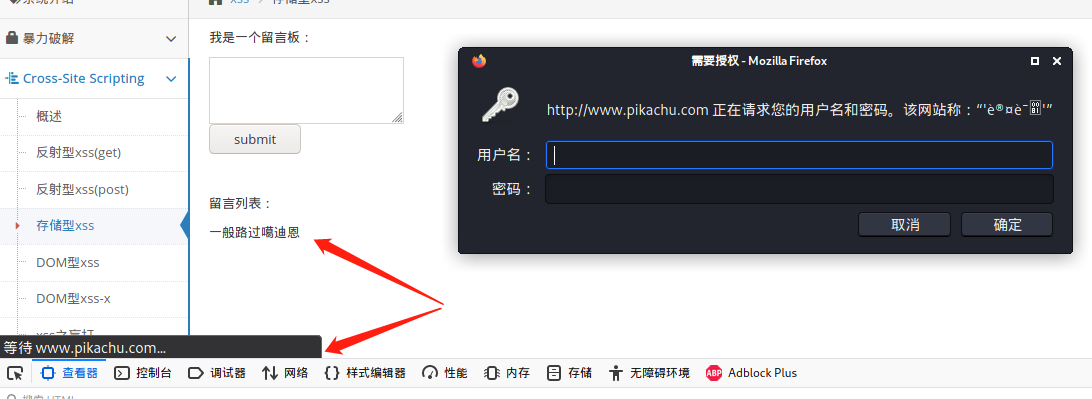 系统介绍
xss > 存储型xss
暴力破解
Cross-Site Scripting
概述
反射型xss(get)
反射型xss(post)
存储型xss
DOM型xss
DOM型xss-x
xss之盲打
我是一个留言板：
submit
留言列表：
一般路过噶迪恩
需要授权 - Mozilla Firefox
http://www.pikachu.com 正在请求您的用户名和密码。该网站称：“'è®¤è¯'”
用户名：
密码：
取消
确定
等待 www.pikachu.com...
查看器
控制台
调试器
网络
{} 样式编辑器
性能
内存
存储
无障碍环境
ABP Adblock Plus
搜索 HTML